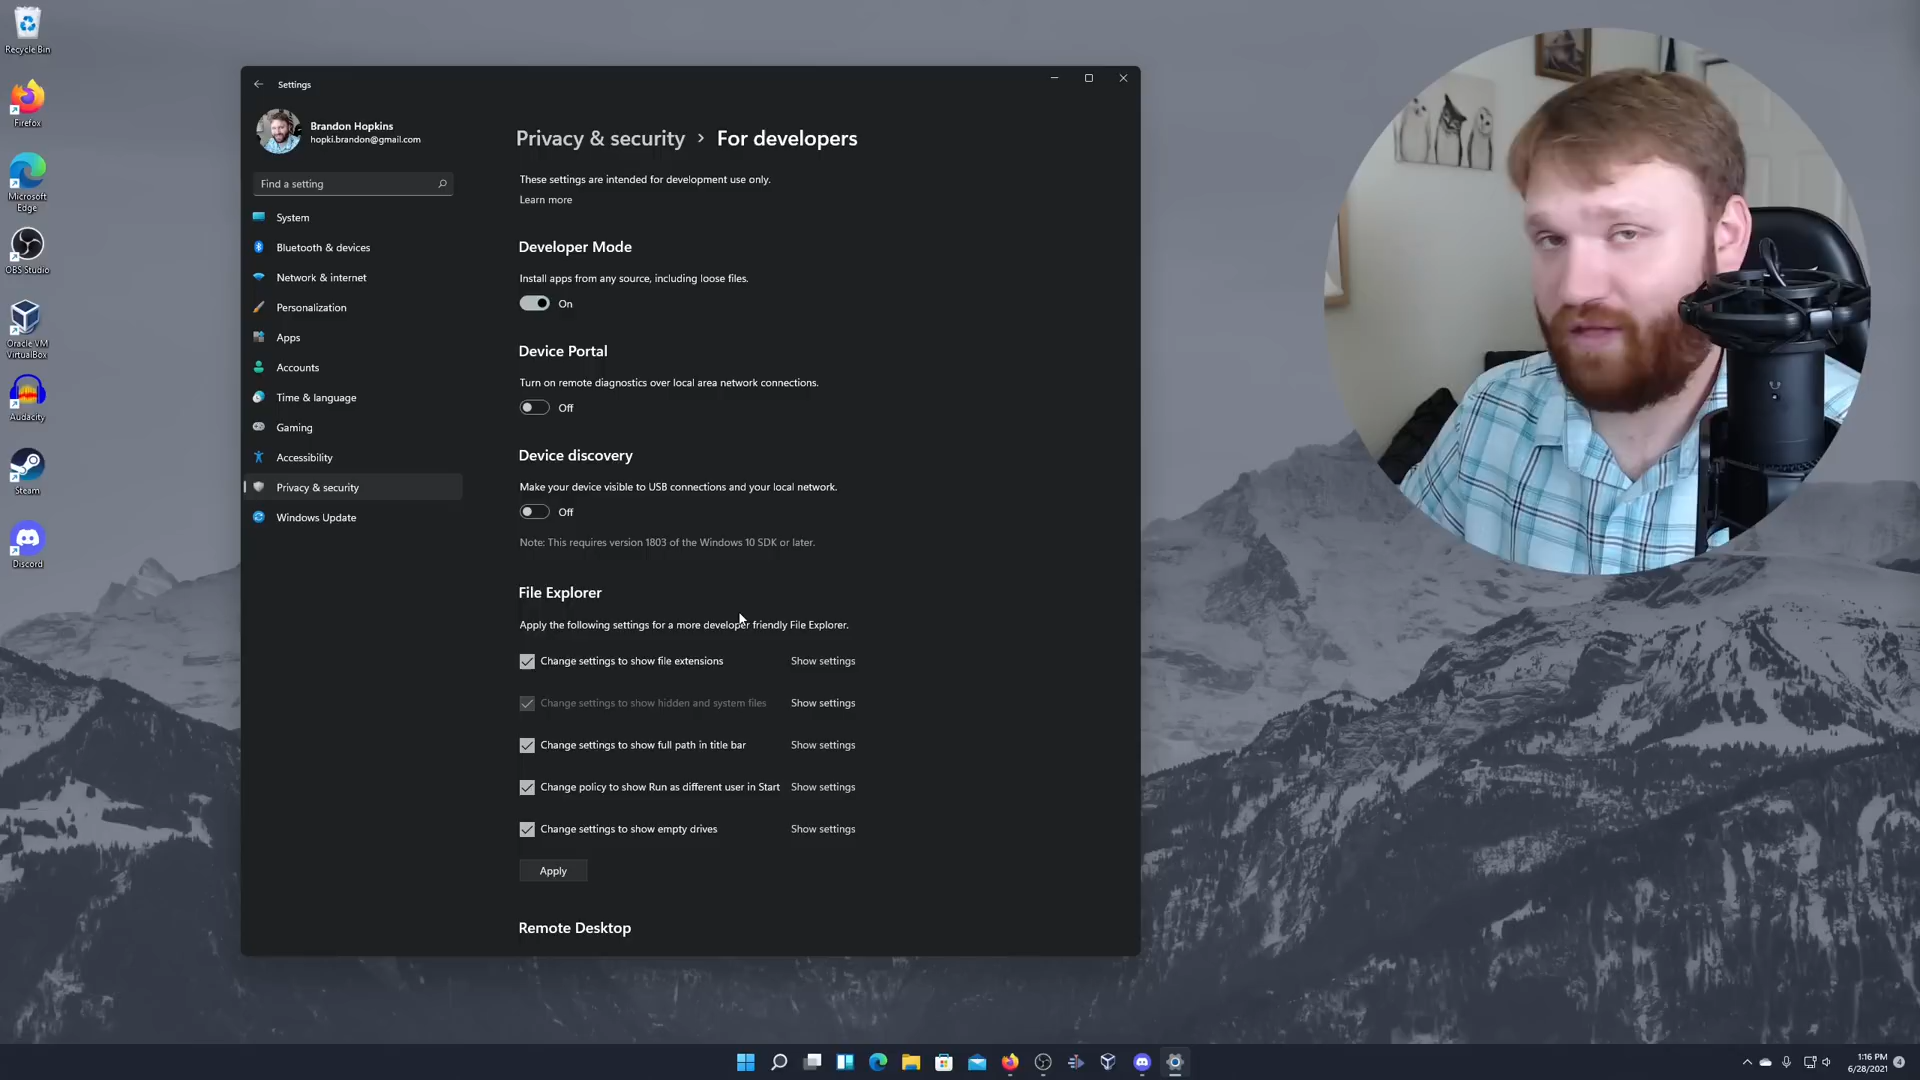 Recycle Bin
Firefox
Microsoft
Edge
OBS Studio
Oracle VM
VirtualBox
Audacity
Steam
Discord
Settings
Brandon Hopkins
hopki.brandon@gmail.com
Find a setting
System
Bluetooth & devices
Network & internet
Personalization
Apps
Accounts
Time & language
Gaming
Accessibility
Privacy & security
Windows Update
Privacy & security > For developers
These settings are intended for development use only.
Learn more
Developer Mode
Install apps from any source, including loose files.
On
Device Portal
Turn on remote diagnostics over local area network connections.
Off
Device discovery
Make your device visible to USB connections and your local network.
Off
Note: This requires version 1803 of the Windows 10 SDK or later.
File Explorer
Apply the following settings for a more developer friendly File Explorer.
Change settings to show file extensions Show settings
Change settings to show hidden and system files Show settings
Change settings to show full path in title bar Show settings
Change policy to show Run as different user in Start Show settings
Change settings to show empty drives Show settings
Apply
Remote Desktop
1:16 PM
6/28/2021
4